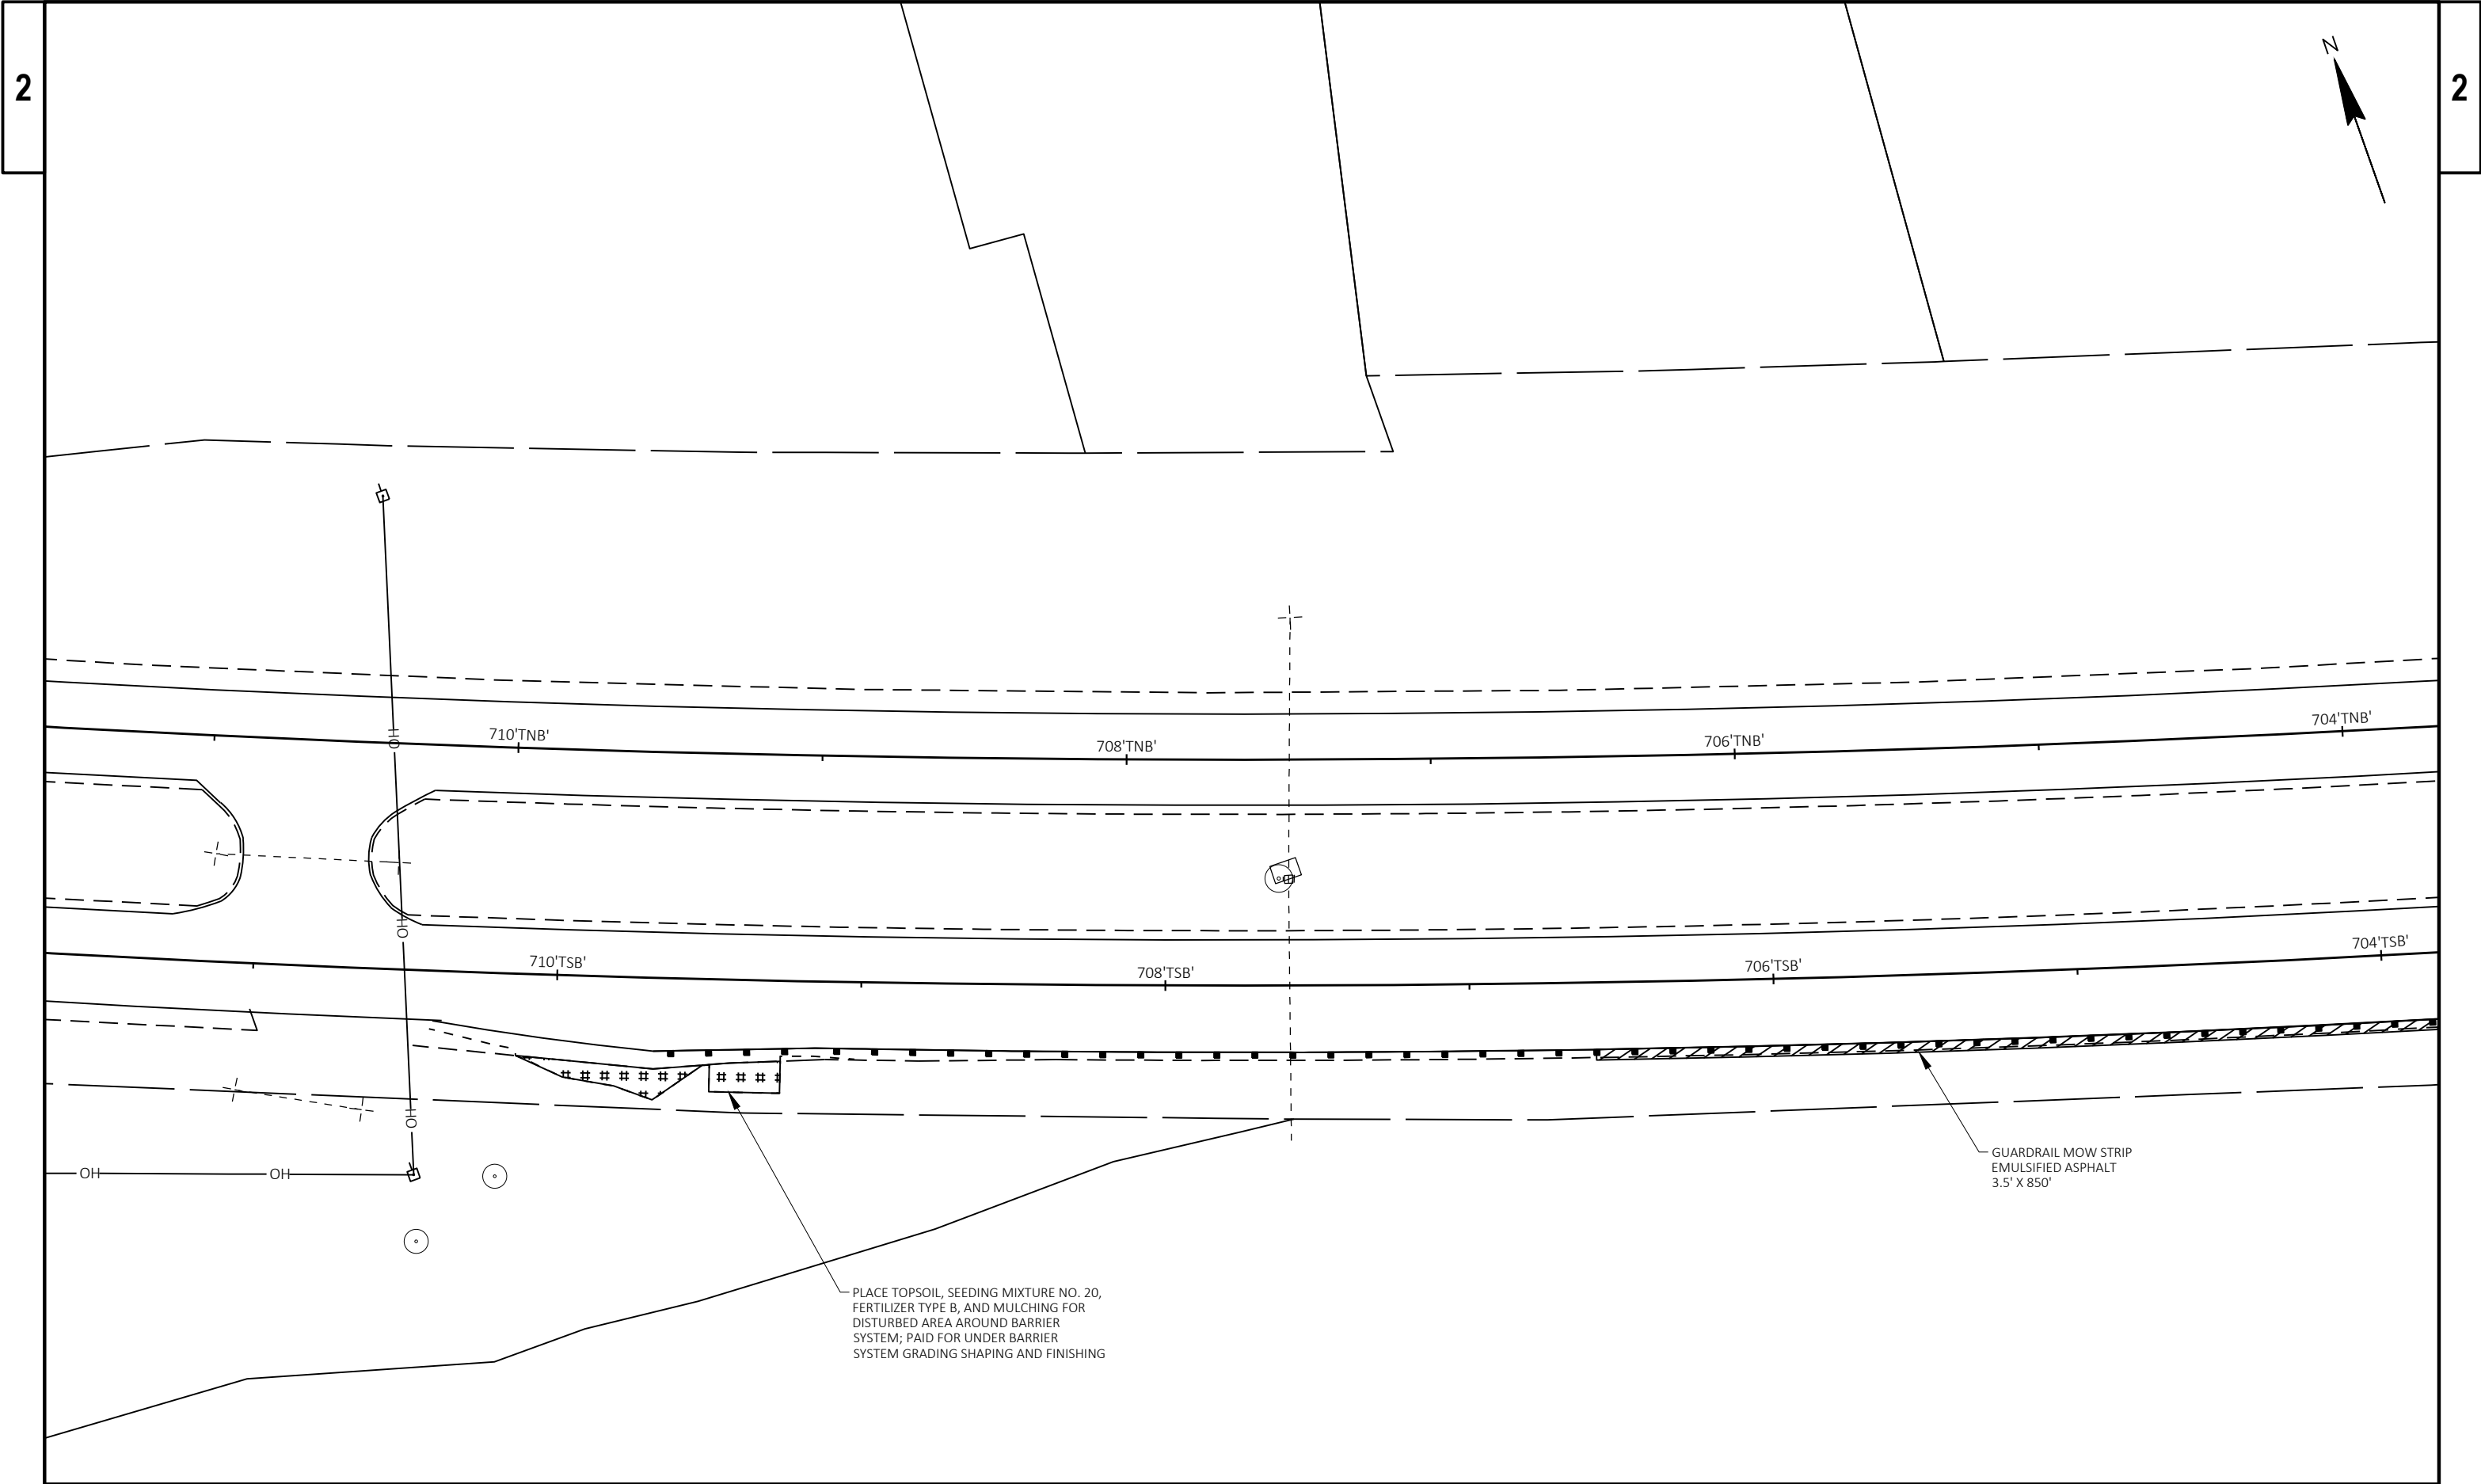 2
2
N
710'TNB'
708'TNB'
706'TNB'
704'TNB'
OH
OH
710'TSB'
708'TSB'
706'TSB'
704'TSB'
OH
OH
OH
GUARDRAIL MOW STRIP
EMULSIFIED ASPHALT
3.5' X 850'
PLACE TOPSOIL, SEEDING MIXTURE NO. 20,
FERTILIZER TYPE B, AND MULCHING FOR
DISTURBED AREA AROUND BARRIER
SYSTEM; PAID FOR UNDER BARRIER
SYSTEM GRADING SHAPING AND FINISHING